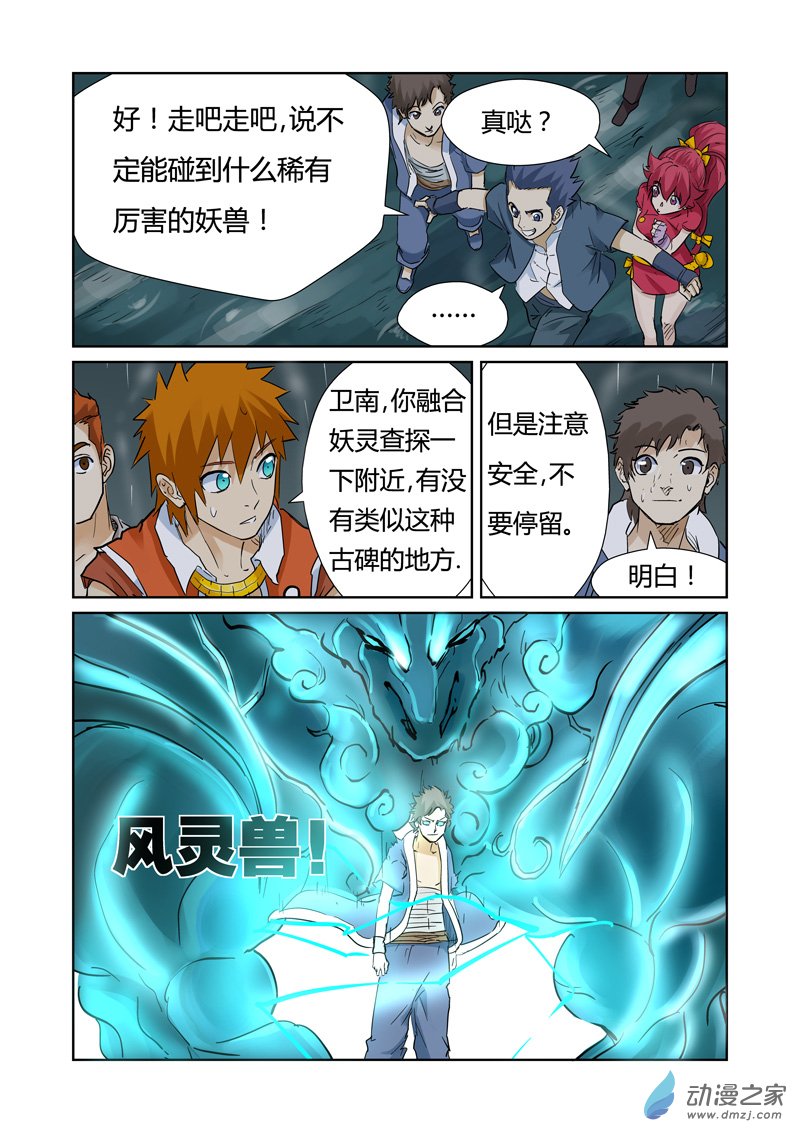 好！走吧走吧，说不
定能碰到什么稀有
厉害的妖兽！
真哒？
……
卫南，你融合
妖灵查探一
下附近，有没
有类似这种
古碑的地方.
但是注意
安全，不
要停留。
明白！
风灵兽！
动漫之家
www.dmzj.com